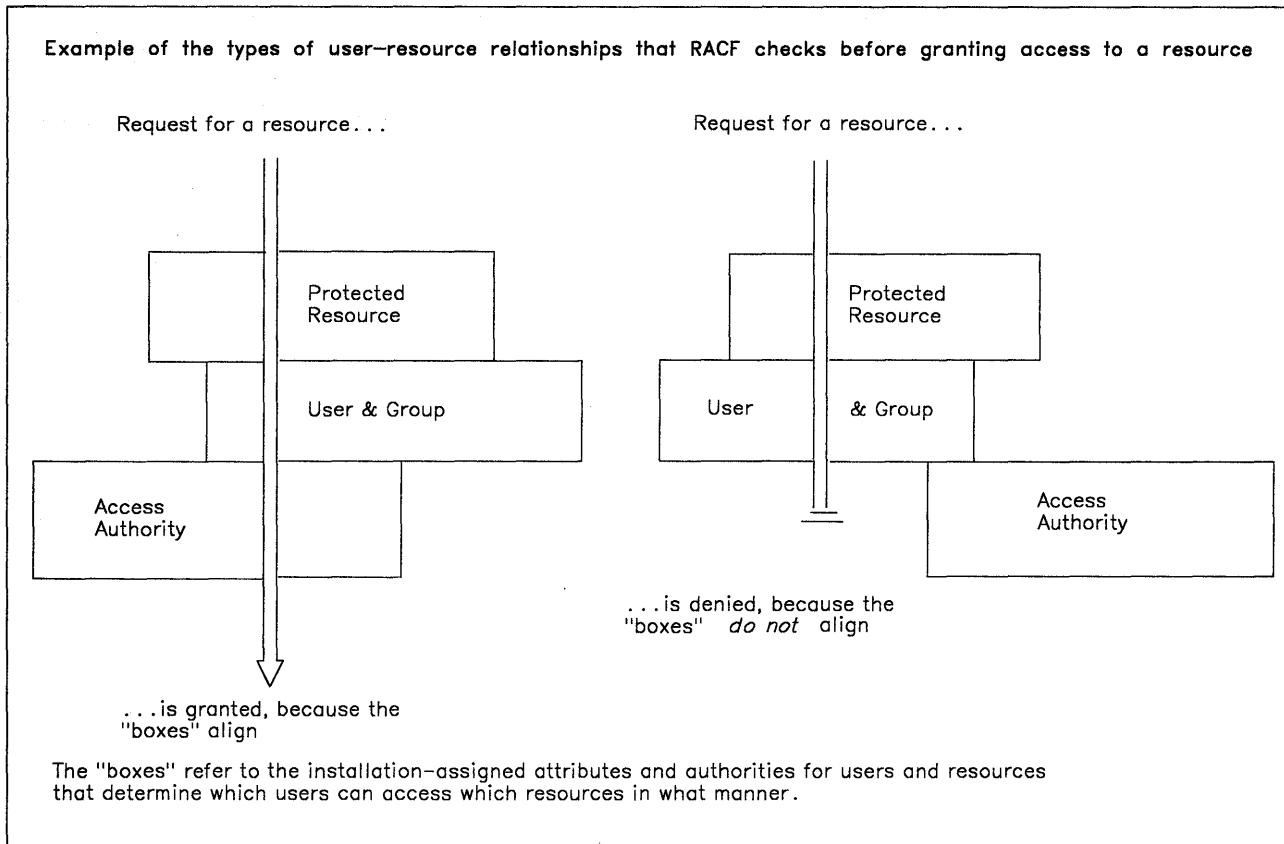 Example of the types of user-resource relationships that RACF checks before granting access to a resource
Request for a resource...
Protected
Resource
User & Group
Access
Authority
...is granted, because the
"boxes" align
Request for a resource...
Protected
Resource
User & Group
Access
Authority
...is denied, because the
"boxes" do not align
The "boxes" refer to the installation-assigned attributes and authorities for users and resources
that determine which users can access which resources in what manner.